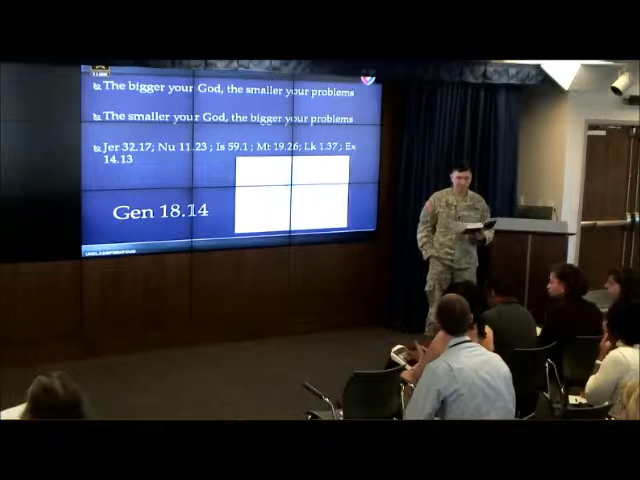 The bigger your God, the smaller your problems
The smaller your God, the bigger your problems
Jer 32.17; Nu 11.23 ; Is 59.1; Mt 19.26; Lk 1.37 ; Ex
14.13
Gen 18.14